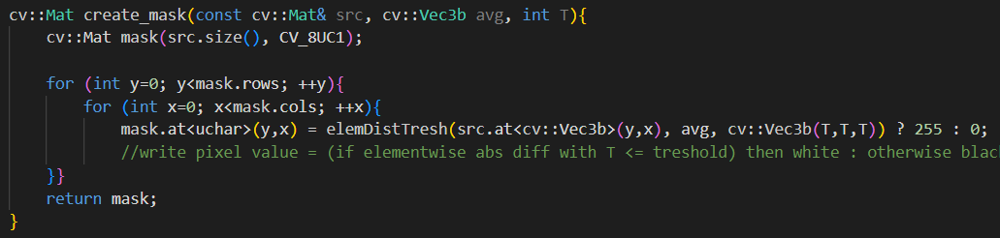 cv::Mat create_mask(const cv::Mat& src, cv::Vec3b avg, int T){
    cv::Mat mask(src.size(), CV_8UC1);

    for (int y=0; y<mask.rows; ++y){
        for (int x=0; x<mask.cols; ++x){
            mask.at<uchar>(y,x) = elemDistTresh(src.at<cv::Vec3b>(y,x), avg, cv::Vec3b(T,T,T)) ? 255 : 0;
            //write pixel value = (if elementwise abs diff with T <= treshold) then white : otherwise blac
    }}
    return mask;
}